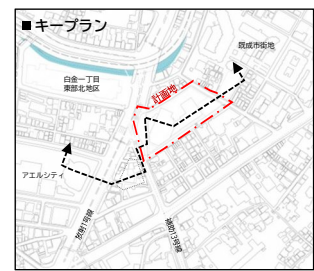 ■キープラン
既成市街地
白金一丁目
東部北地区
計画地
アエルシティ
放射1号線
補助13号線